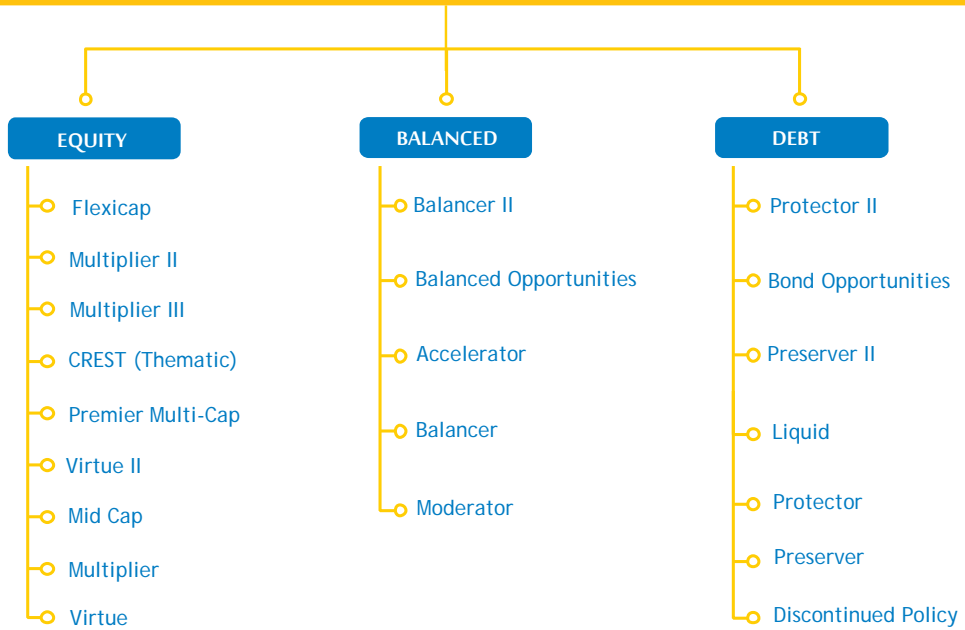 EQUITY
Flexicap
Multiplier II
Multiplier III
CREST (Thematic)
Premier Multi-Cap
Virtue II
Mid Cap
Multiplier
Virtue
BALANCED
Balancer II
Balanced Opportunities
Accelerator
Balancer
Moderator
DEBT
Protector II
Bond Opportunities
Preserver II
Liquid
Protector
Preserver
Discontinued Policy